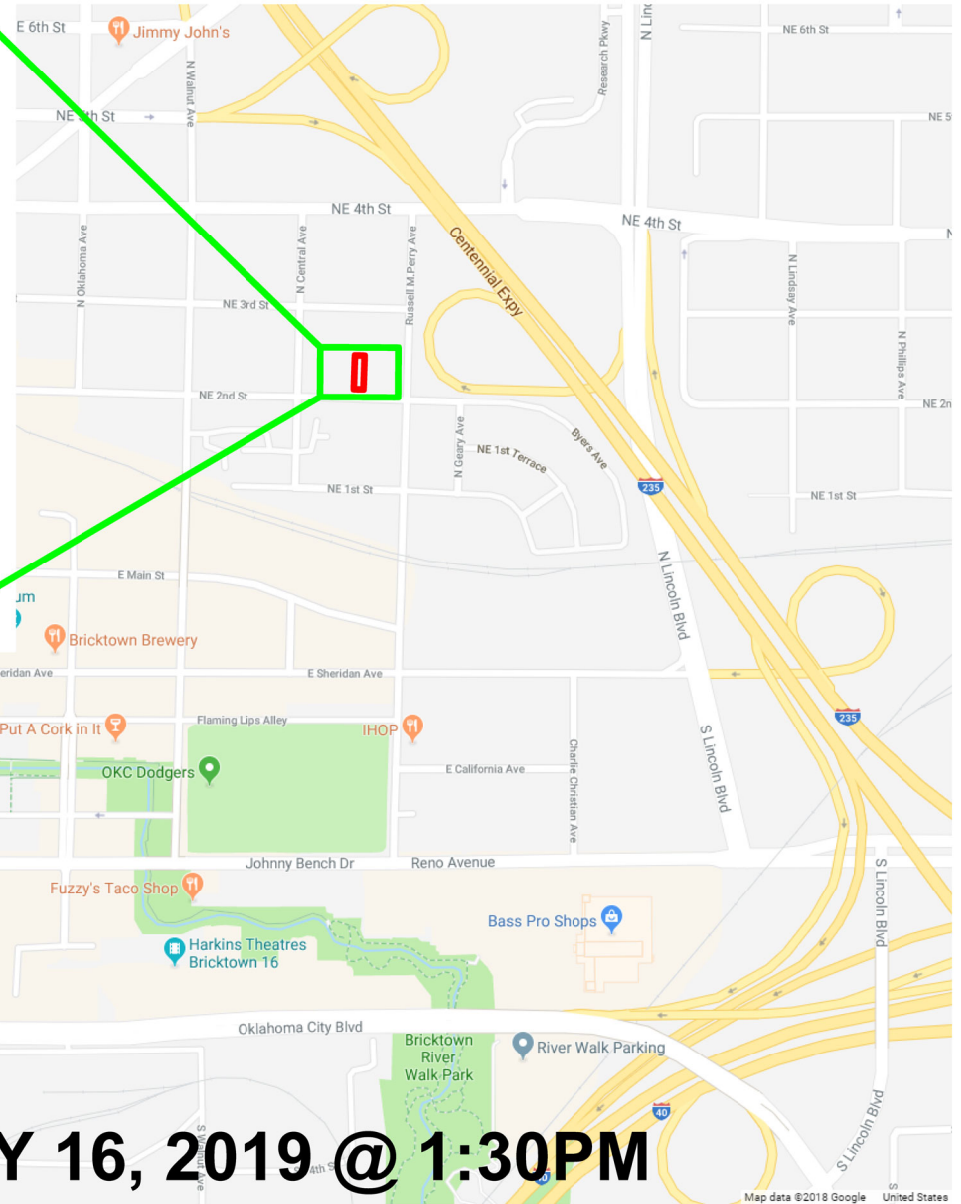 E 6th St
Jimmy John's
N Walnut Ave
Research Pkwy
NE 6th St
NE 5th St
NE 5
NE 4th St
NE 4th St
N
N Oklahoma Ave
N Central Ave
Russell M.Perry Ave
Centennial Expy
N Lindsay Ave
N Phillips Ave
NE 3rd St
NE 2nd St
NE 2n
N Geary Ave
NE 1st Terrace
Byers Ave
NE 1st St
235
NE 1st St
E Main St
um
Bricktown Brewery
N Lincoln Blvd
eridan Ave
E Sheridan Ave
Put A Cork in It
Flaming Lips Alley
IHOP
235
OKC Dodgers
E California Ave
Charlie Christian Ave
S Lincoln Blvd
Johnny Bench Dr
Reno Avenue
Fuzzy's Taco Shop
Bass Pro Shops
S Lincoln Blvd
Harkins Theatres
Bricktown 16
Oklahoma City Blvd
Bricktown
River
Walk Park
River Walk Parking
40
S Lincoln Blvd
S Walnut Ave
Y 16, 2019 @ 1:30PM
Map data ©2018 Google United States